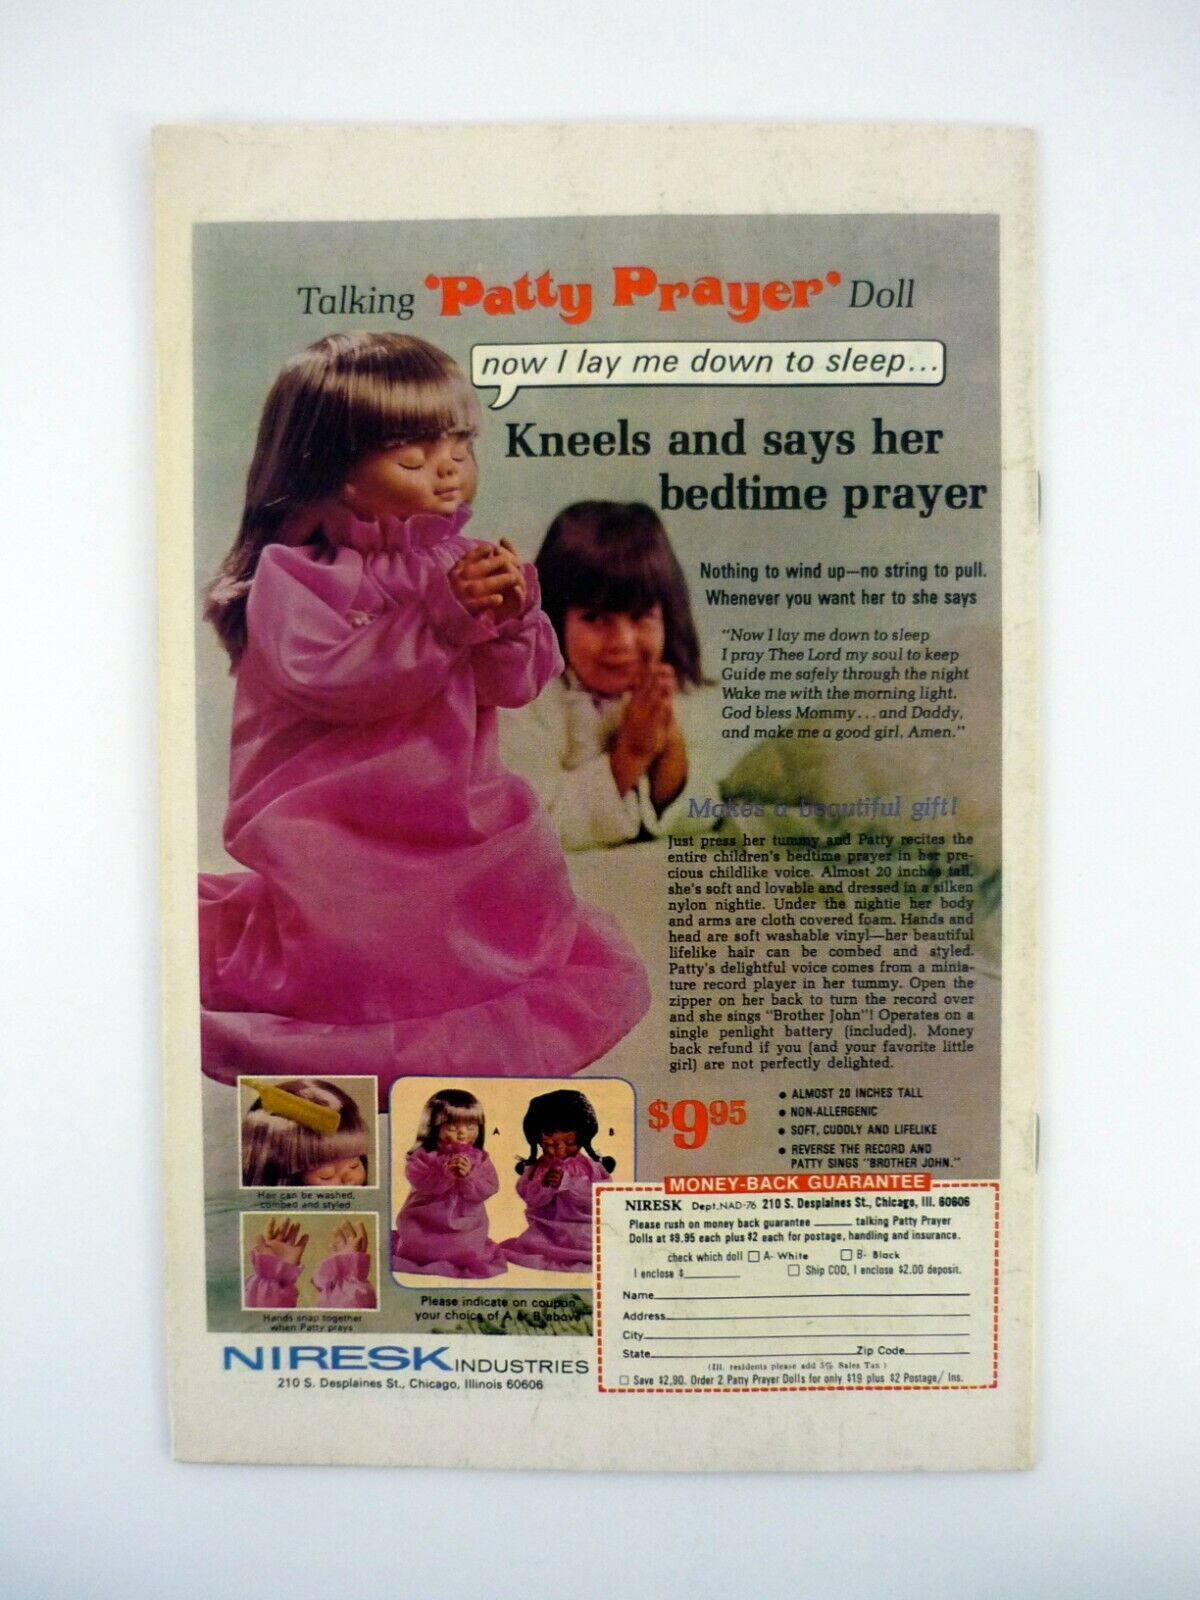 Talking 'Patty Prayer' Doll
now I lay me down to sleep...
Kneels and says her
bedtime prayer
Nothing to wind up—no string to pull.
Whenever you want her to she says
"Now I lay me down to sleep
I pray Thee Lord my soul to keep
Guide me safely through the night
Wake me with the morning light.
God bless Mommy...and Daddy,
and make me a good girl, Amen."
Makes a beautiful gift!
Just press her tummy and Patty recites the
entire children's bedtime prayer in her pre-
cious childlike voice. Almost 20 inches tall,
she's soft and lovable and dressed in a silken
nylon nightie. Under the nightie her body
and arms are cloth covered foam. Hands and
head are soft washable vinyl—her beautiful
lifelike hair can be combed and styled.
Patty's delightful voice comes from a minia-
ture record player in her tummy. Open the
zipper on her back to turn the record over
and she sings "Brother John"! Operates on a
single penlight battery (included). Money
back refund if you (and your favorite little
girl) are not perfectly delighted.
$9.95
• ALMOST 20 INCHES TALL
• NON-ALLERGENIC
• SOFT, CUDDLY AND LIFELIKE
• REVERSE THE RECORD AND
PATTY SINGS "BROTHER JOHN."
Hair can be washed,
combed and styled
Hands snap together
when Patty prays
A
B
Please indicate on coupon
your choice of A or B above
NIRESK INDUSTRIES
210 S. Desplaines St., Chicago, Illinois 60606
MONEY-BACK GUARANTEE
NIRESK Dept.NAD-76 210 S. Desplaines St., Chicago, Ill. 60606
Please rush on money back guarantee ____ talking Patty Prayer
Dolls at $9.95 each plus $2 each for postage, handling and insurance.
check which doll ☐ A- White ☐ B- Black
I enclose $____ ☐ Ship COD, I enclose $2.00 deposit.
Name____
Address____
City____
State____ Zip Code____
(Ill. residents please add 5% Sales Tax)
☐ Save $2.90. Order 2 Patty Prayer Dolls for only $19 plus $2 Postage/ Ins.